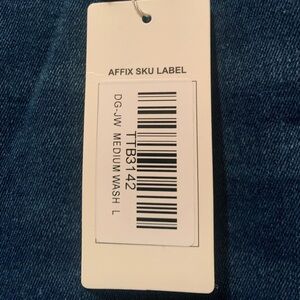 AFFIX SKU LABEL
TTB3142
DG-JW MEDIUM WASH L